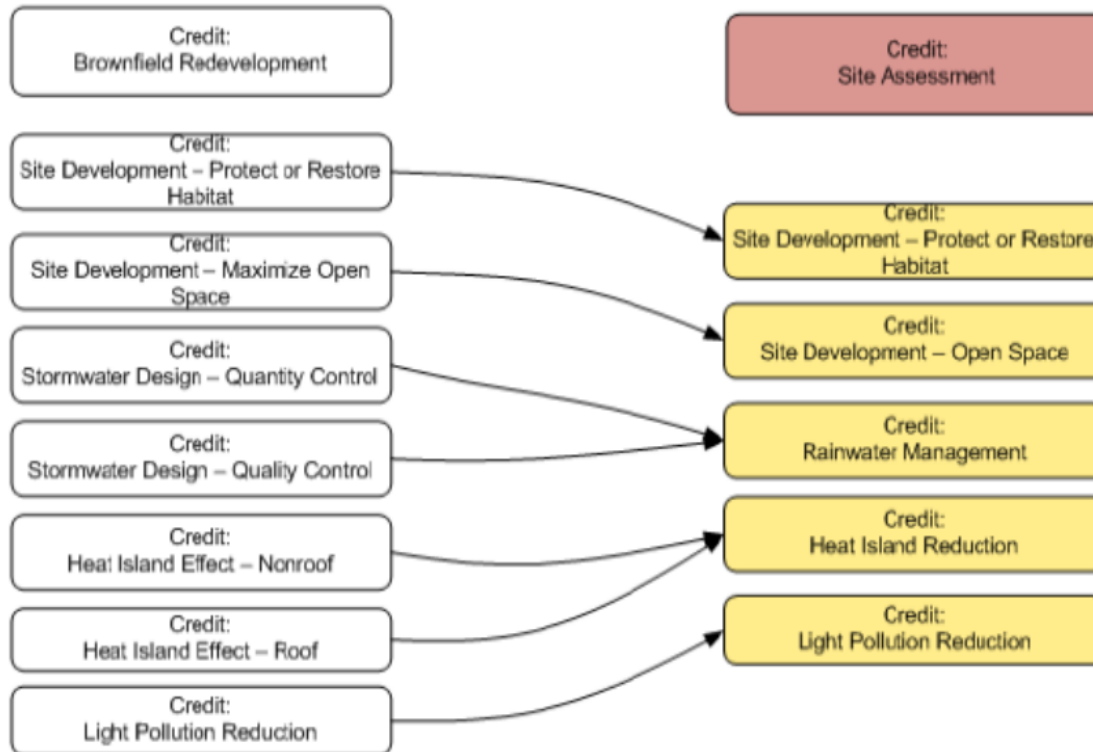 Credit:
Brownfield Redevelopment
Credit:
Site Development – Protect or Restore
Habitat
Credit:
Site Development – Maximize Open
Space
Credit:
Stormwater Design – Quantity Control
Credit:
Stormwater Design – Quality Control
Credit:
Heat Island Effect – Nonroof
Credit:
Heat Island Effect – Roof
Credit:
Light Pollution Reduction
Credit:
Site Assessment
Credit:
Site Development – Protect or Restore
Habitat
Credit:
Site Development – Open Space
Credit:
Rainwater Management
Credit:
Heat Island Reduction
Credit:
Light Pollution Reduction